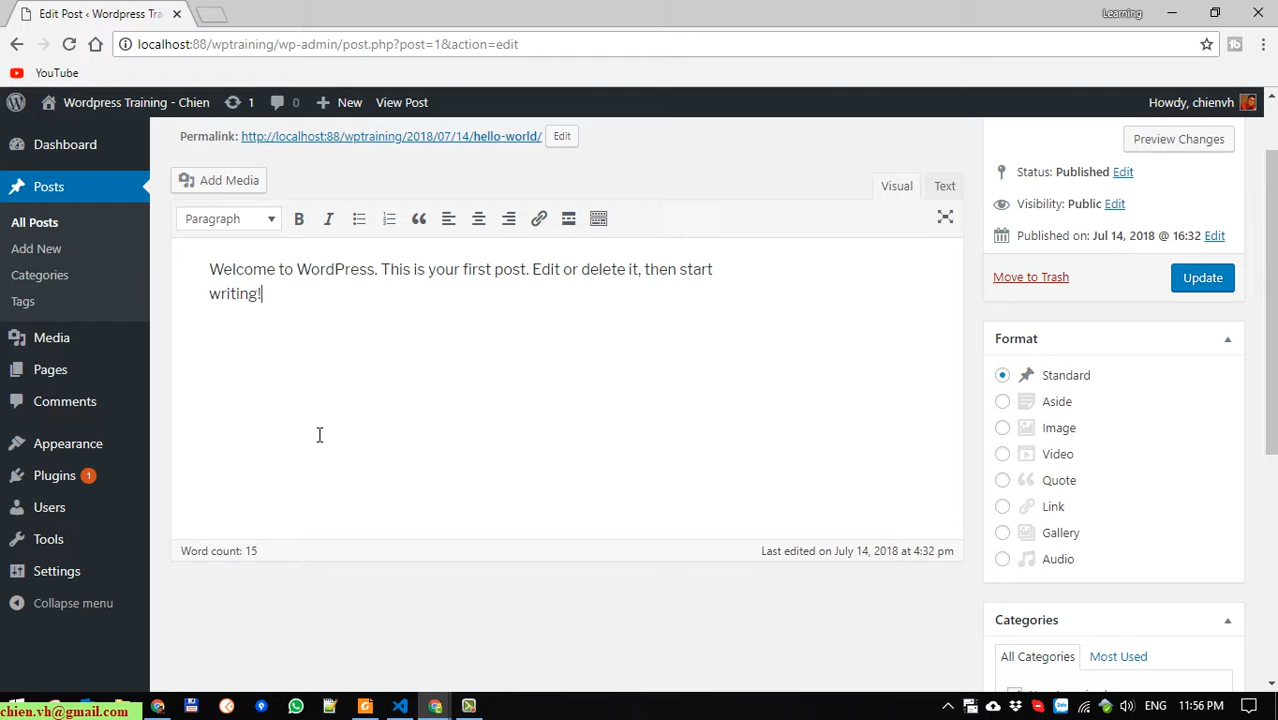 Edit Post ‹ Wordpress Tra
Learning
localhost:88/wptraining/wp-admin/post.php?post=1&action=edit
YouTube
Wordpress Training - Chien
1
0
New
View Post
Howdy, chienvh
Dashboard
Posts
All Posts
Add New
Categories
Tags
Media
Pages
Comments
Appearance
Plugins 1
Users
Tools
Settings
Collapse menu
Permalink: http://localhost:88/wptraining/2018/07/14/hello-world/ Edit
Add Media
Visual
Text
Paragraph
Welcome to WordPress. This is your first post. Edit or delete it, then start
writing!
Word count: 15
Last edited on July 14, 2018 at 4:32 pm
Preview Changes
Status: Published Edit
Visibility: Public Edit
Published on: Jul 14, 2018 @ 16:32 Edit
Move to Trash
Update
Format
Standard
Aside
Image
Video
Quote
Link
Gallery
Audio
Categories
All Categories
Most Used
chien.vh@gmail.com
ENG
11:56 PM